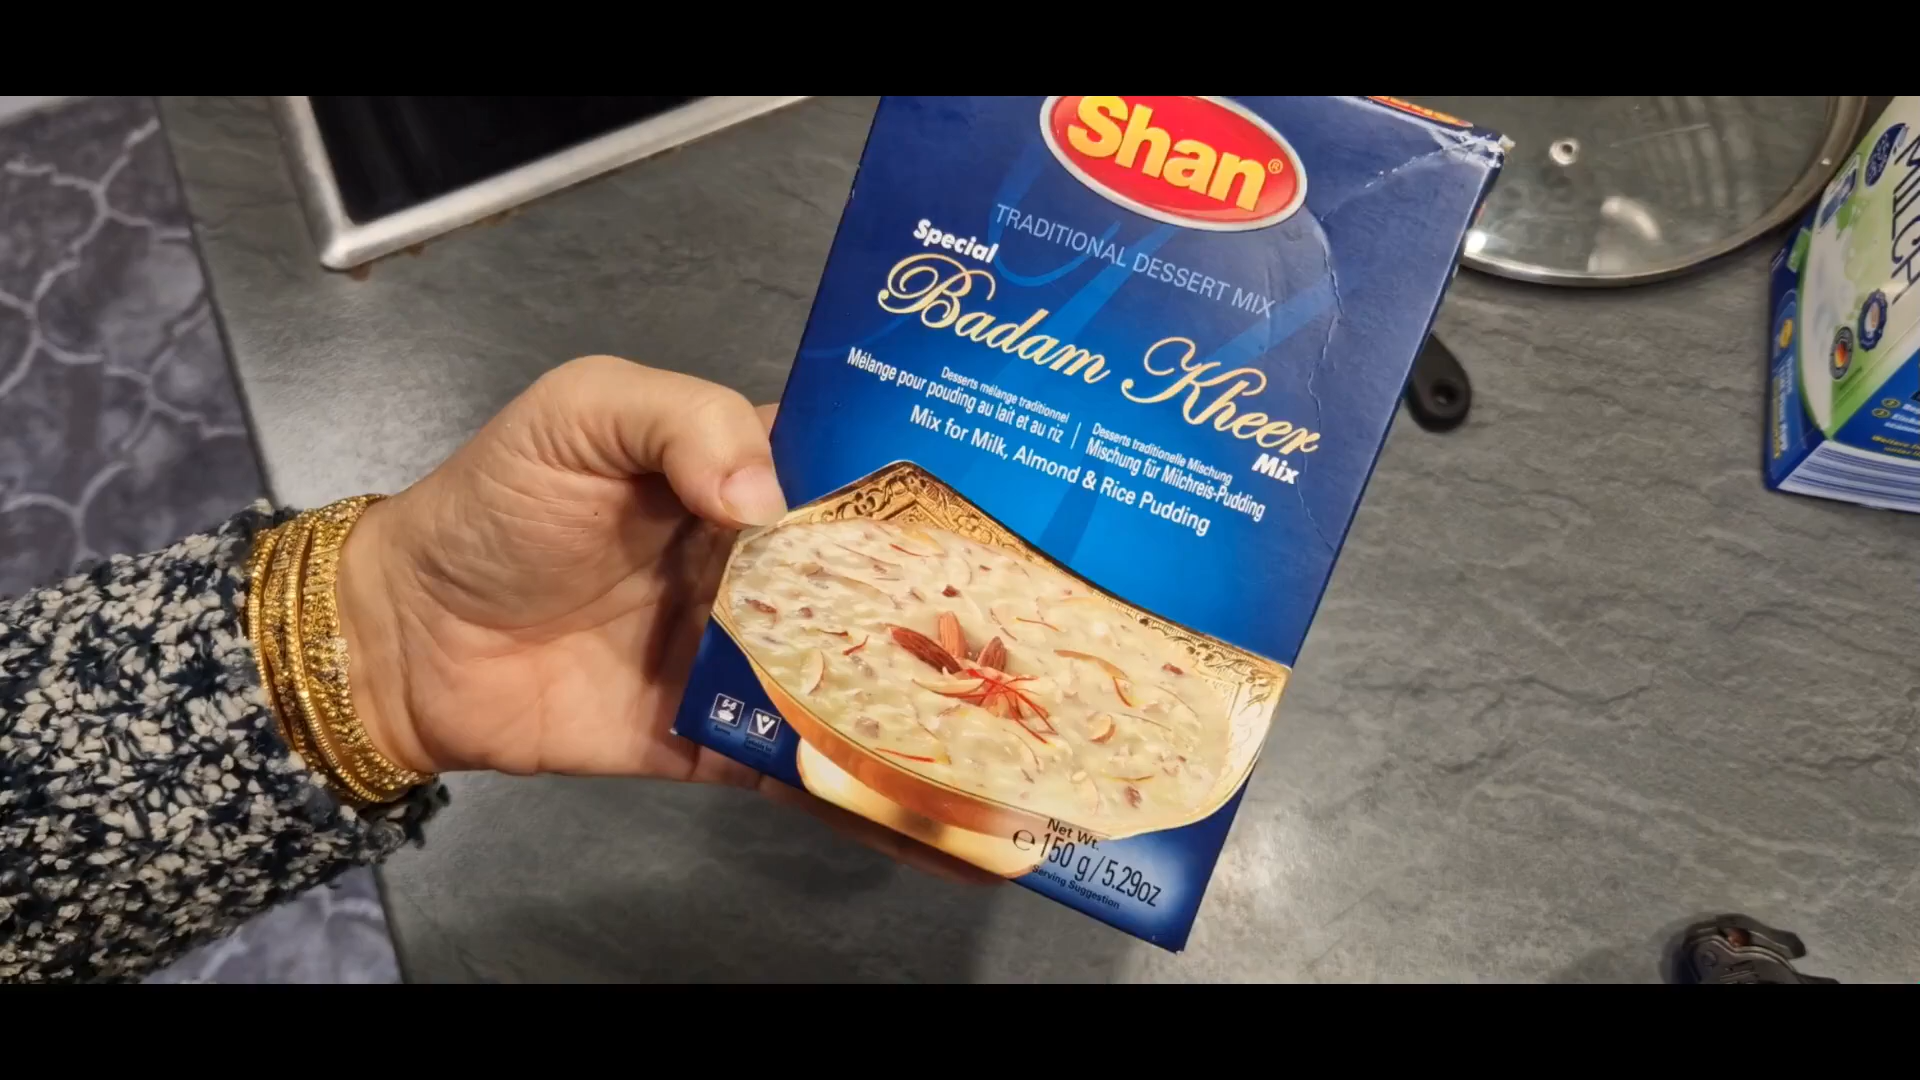 Shan®
TRADITIONAL DESSERT MIX
Special
Badam Kheer
Mix
Desserts mélange traditionnel
Mélange pour pouding au lait et au riz
Desserts traditionelle Mischung
Mischung für Milchreis-Pudding
Mix for Milk, Almond & Rice Pudding
Net Wt.
℮ 150 g / 5.29oz
Serving Suggestion